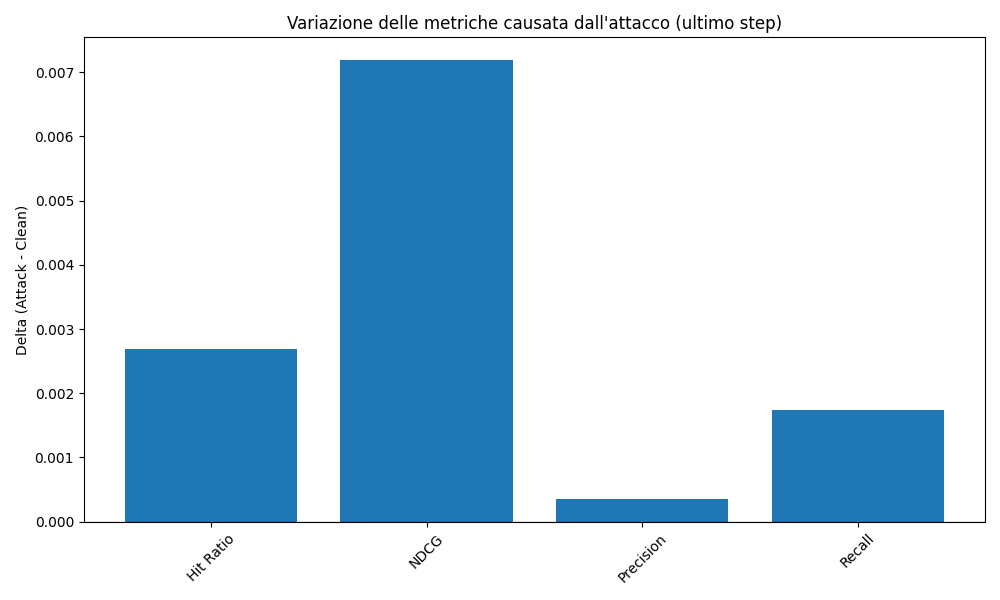 Variazione delle metriche causata dall'attacco (ultimo step)
Delta (Attack - Clean)
0.007
0.006
0.005
0.004
0.003
0.002
0.001
0.000
Hit Ratio
NDCG
Precision
Recall